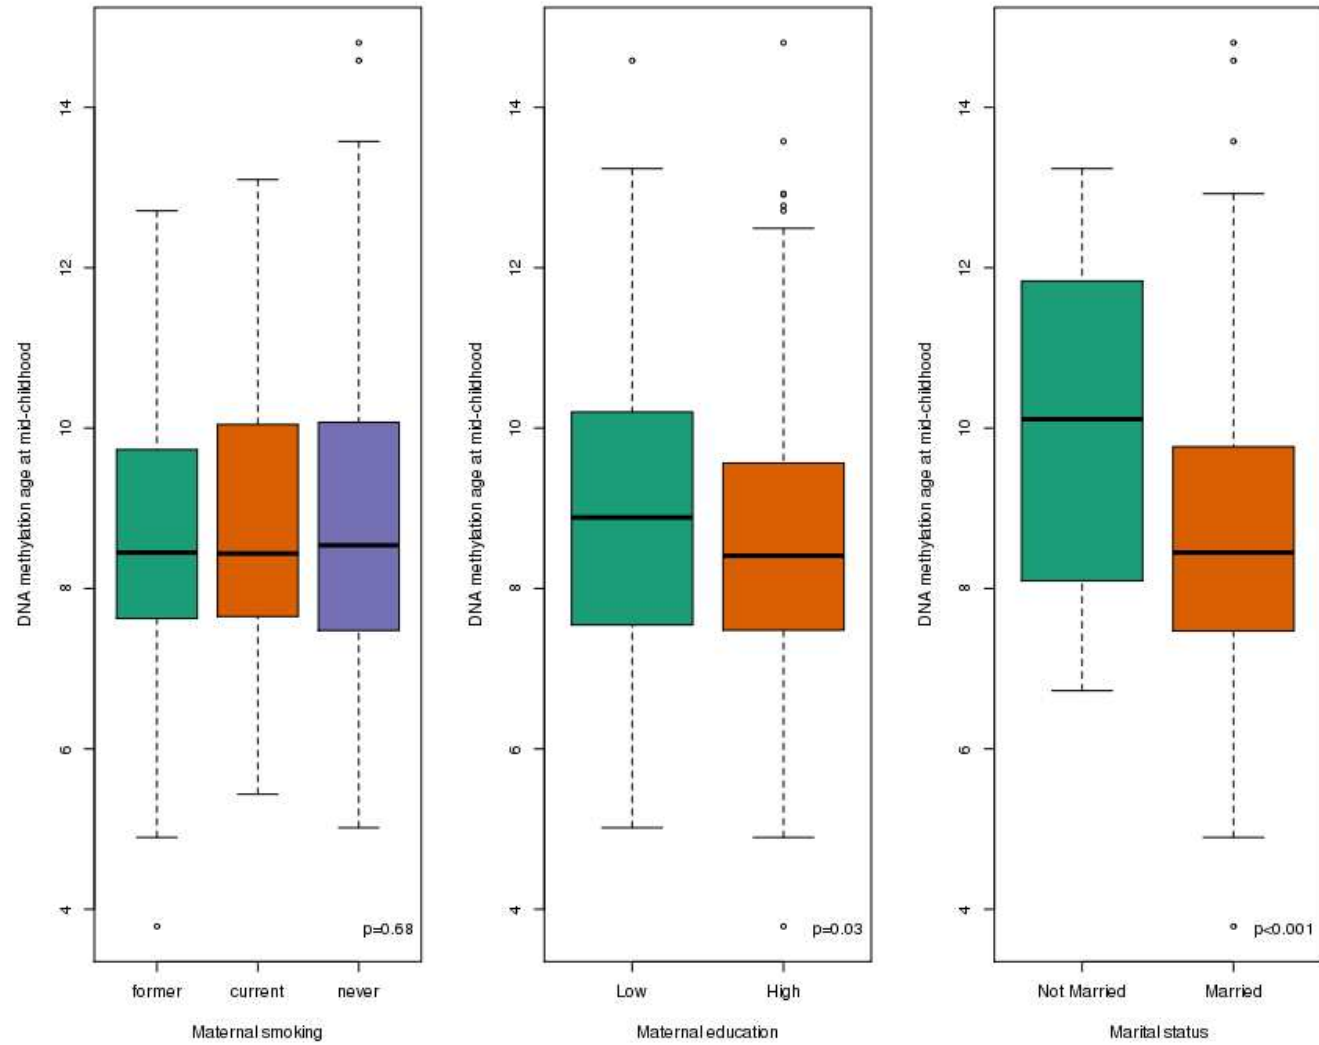 DNA methylation age at mid-childhood
14
12
10
8
6
4
p=0.68
former current never
Maternal smoking
DNA methylation age at mid-childhood
14
12
10
8
6
4
p=0.03
Low High
Maternal education
DNA methylation age at mid-childhood
14
12
10
8
6
4
p<0.001
Not Married Married
Marital status